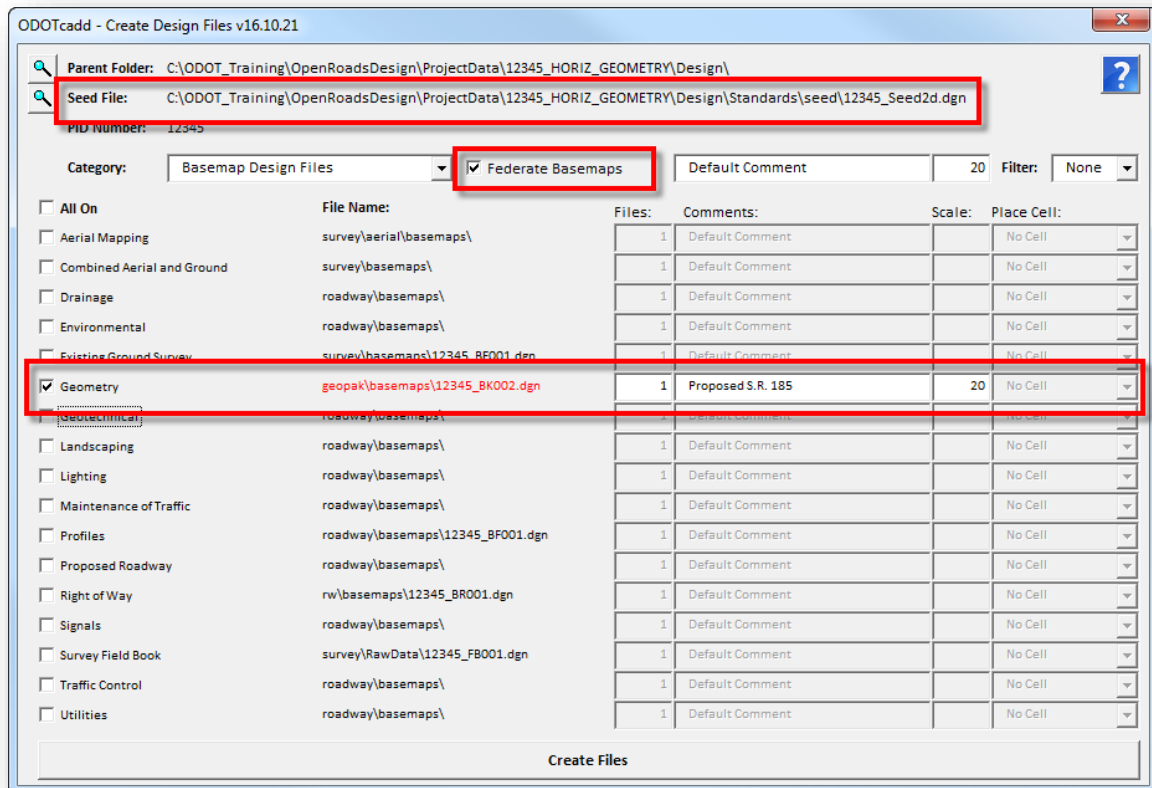 ODOTcadd - Create Design Files v16.10.21
Parent Folder: C:\ODOT_Training\OpenRoadsDesign\ProjectData\12345_HORIZ_GEOMETRY\Design\
Seed File: C:\ODOT_Training\OpenRoadsDesign\ProjectData\12345_HORIZ_GEOMETRY\Design\Standards\seed\12345_Seed2d.dgn
PID Number: 12345
Category: Basemap Design Files Federate Basemaps Default Comment 20 Filter: None
All On File Name: Files: Comments: Scale: Place Cell:
Aerial Mapping survey\aerial\basemaps\ 1 Default Comment No Cell
Combined Aerial and Ground survey\basemaps\ 1 Default Comment No Cell
Drainage roadway\basemaps\ 1 Default Comment No Cell
Environmental roadway\basemaps\ 1 Default Comment No Cell
Existing Ground Survey survey\basemaps\12345_BE001.dgn 1 Default Comment No Cell
Geometry geopak\basemaps\12345_BK002.dgn 1 Proposed S.R. 185 20 No Cell
Geotechnical roadway\basemaps\ 1 Default Comment No Cell
Landscaping roadway\basemaps\ 1 Default Comment No Cell
Lighting roadway\basemaps\ 1 Default Comment No Cell
Maintenance of Traffic roadway\basemaps\ 1 Default Comment No Cell
Profiles roadway\basemaps\12345_BF001.dgn 1 Default Comment No Cell
Proposed Roadway roadway\basemaps\ 1 Default Comment No Cell
Right of Way rw\basemaps\12345_BR001.dgn 1 Default Comment No Cell
Signals roadway\basemaps\ 1 Default Comment No Cell
Survey Field Book survey\RawData\12345_FB001.dgn 1 Default Comment No Cell
Traffic Control roadway\basemaps\ 1 Default Comment No Cell
Utilities roadway\basemaps\ 1 Default Comment No Cell
Create Files